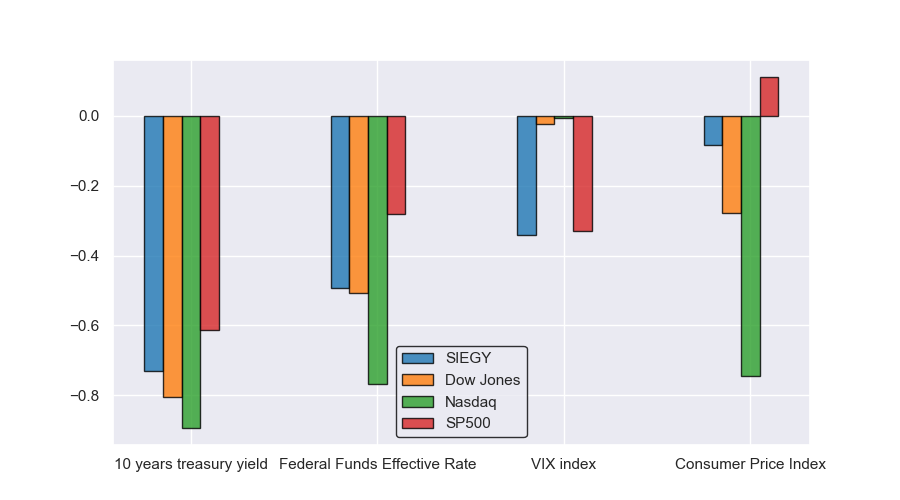 0.0
−0.2
−0.4
−0.6
−0.8
SIEGY
Dow Jones
Nasdaq
SP500
10 years treasury yield
Federal Funds Effective Rate
VIX index
Consumer Price Index